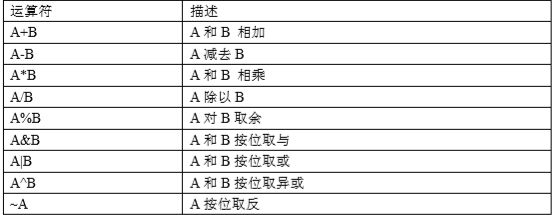 运算符 描述
A+B A 和 B 相加
A-B A 减去 B
A*B A 和 B 相乘
A/B A 除以 B
A%B A 对 B 取余
A&B A 和 B 按位取与
A|B A 和 B 按位取或
A^B A 和 B 按位取异或
~A A 按位取反